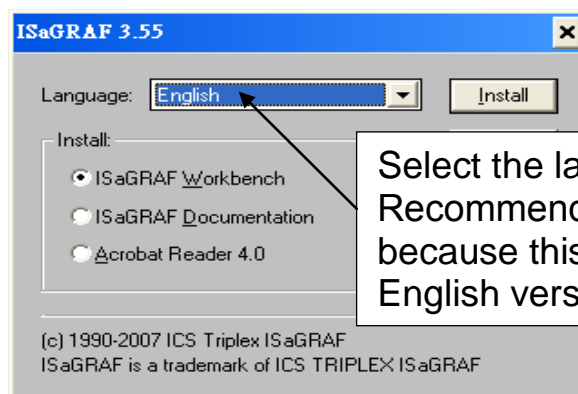 ISaGRAF 3.55
Language: English Install
Install:
ISaGRAF Workbench
ISaGRAF Documentation
Acrobat Reader 4.0
Select the la
Recommend
because this
English vers
(c) 1990-2007 ICS Triplex ISaGRAF
ISaGRAF is a trademark of ICS TRIPLEX ISaGRAF